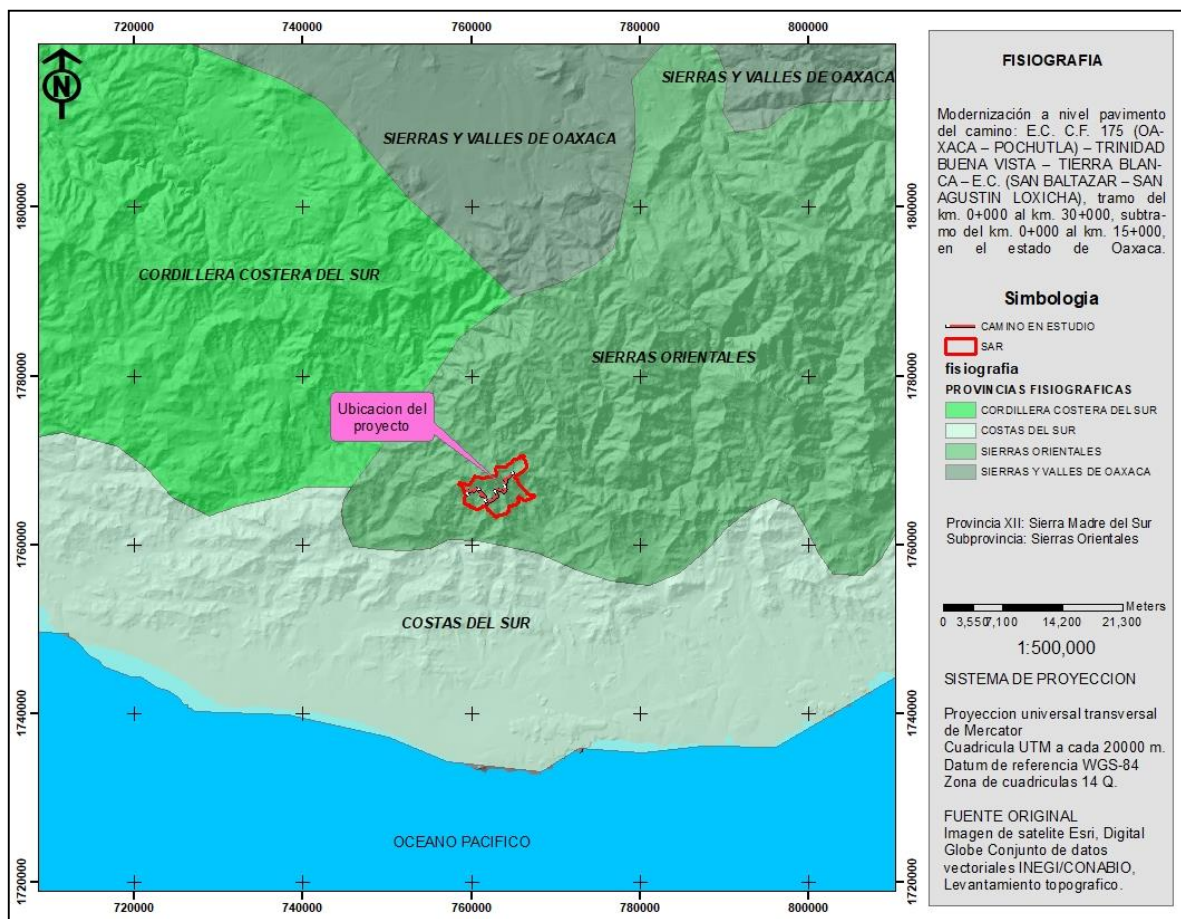 720000 740000 760000 780000 800000
N
SIERRAS Y VALLES DE OAXACA
SIERRAS Y VALLES DE OAXACA
1800000
1800000
CORDILLERA COSTERA DEL SUR
SIERRAS ORIENTALES
1780000
1780000
Ubicacion del
proyecto
1760000
1760000
COSTAS DEL SUR
1740000
1740000
OCEANO PACIFICO
1720000
1720000
720000 740000 760000 780000 800000
FISIOGRAFIA
Modernización a nivel pavimento
del camino: E.C. C.F. 175 (OA-
XACA – POCHUTLA) – TRINIDAD
BUENA VISTA – TIERRA BLAN-
CA – E.C. (SAN BALTAZAR – SAN
AGUSTIN LOXICHA), tramo del
km. 0+000 al km. 30+000, subtra-
mo del km. 0+000 al km. 15+000,
en el estado de Oaxaca.
Simbologia
CAMINO EN ESTUDIO
SAR
fisiografia
PROVINCIAS FISIOGRAFICAS
CORDILLERA COSTERA DEL SUR
COSTAS DEL SUR
SIERRAS ORIENTALES
SIERRAS Y VALLES DE OAXACA
Provincia XII: Sierra Madre del Sur
Subprovincia: Sierras Orientales
Meters
0 3,550 7,100 14,200 21,300
1:500,000
SISTEMA DE PROYECCION
Proyeccion universal transversal
de Mercator
Cuadricula UTM a cada 20000 m.
Datum de referencia WGS-84
Zona de cuadriculas 14 Q.
FUENTE ORIGINAL
Imagen de satelite Esri, Digital
Globe Conjunto de datos
vectoriales INEGI/CONABIO,
Levantamiento topografico.